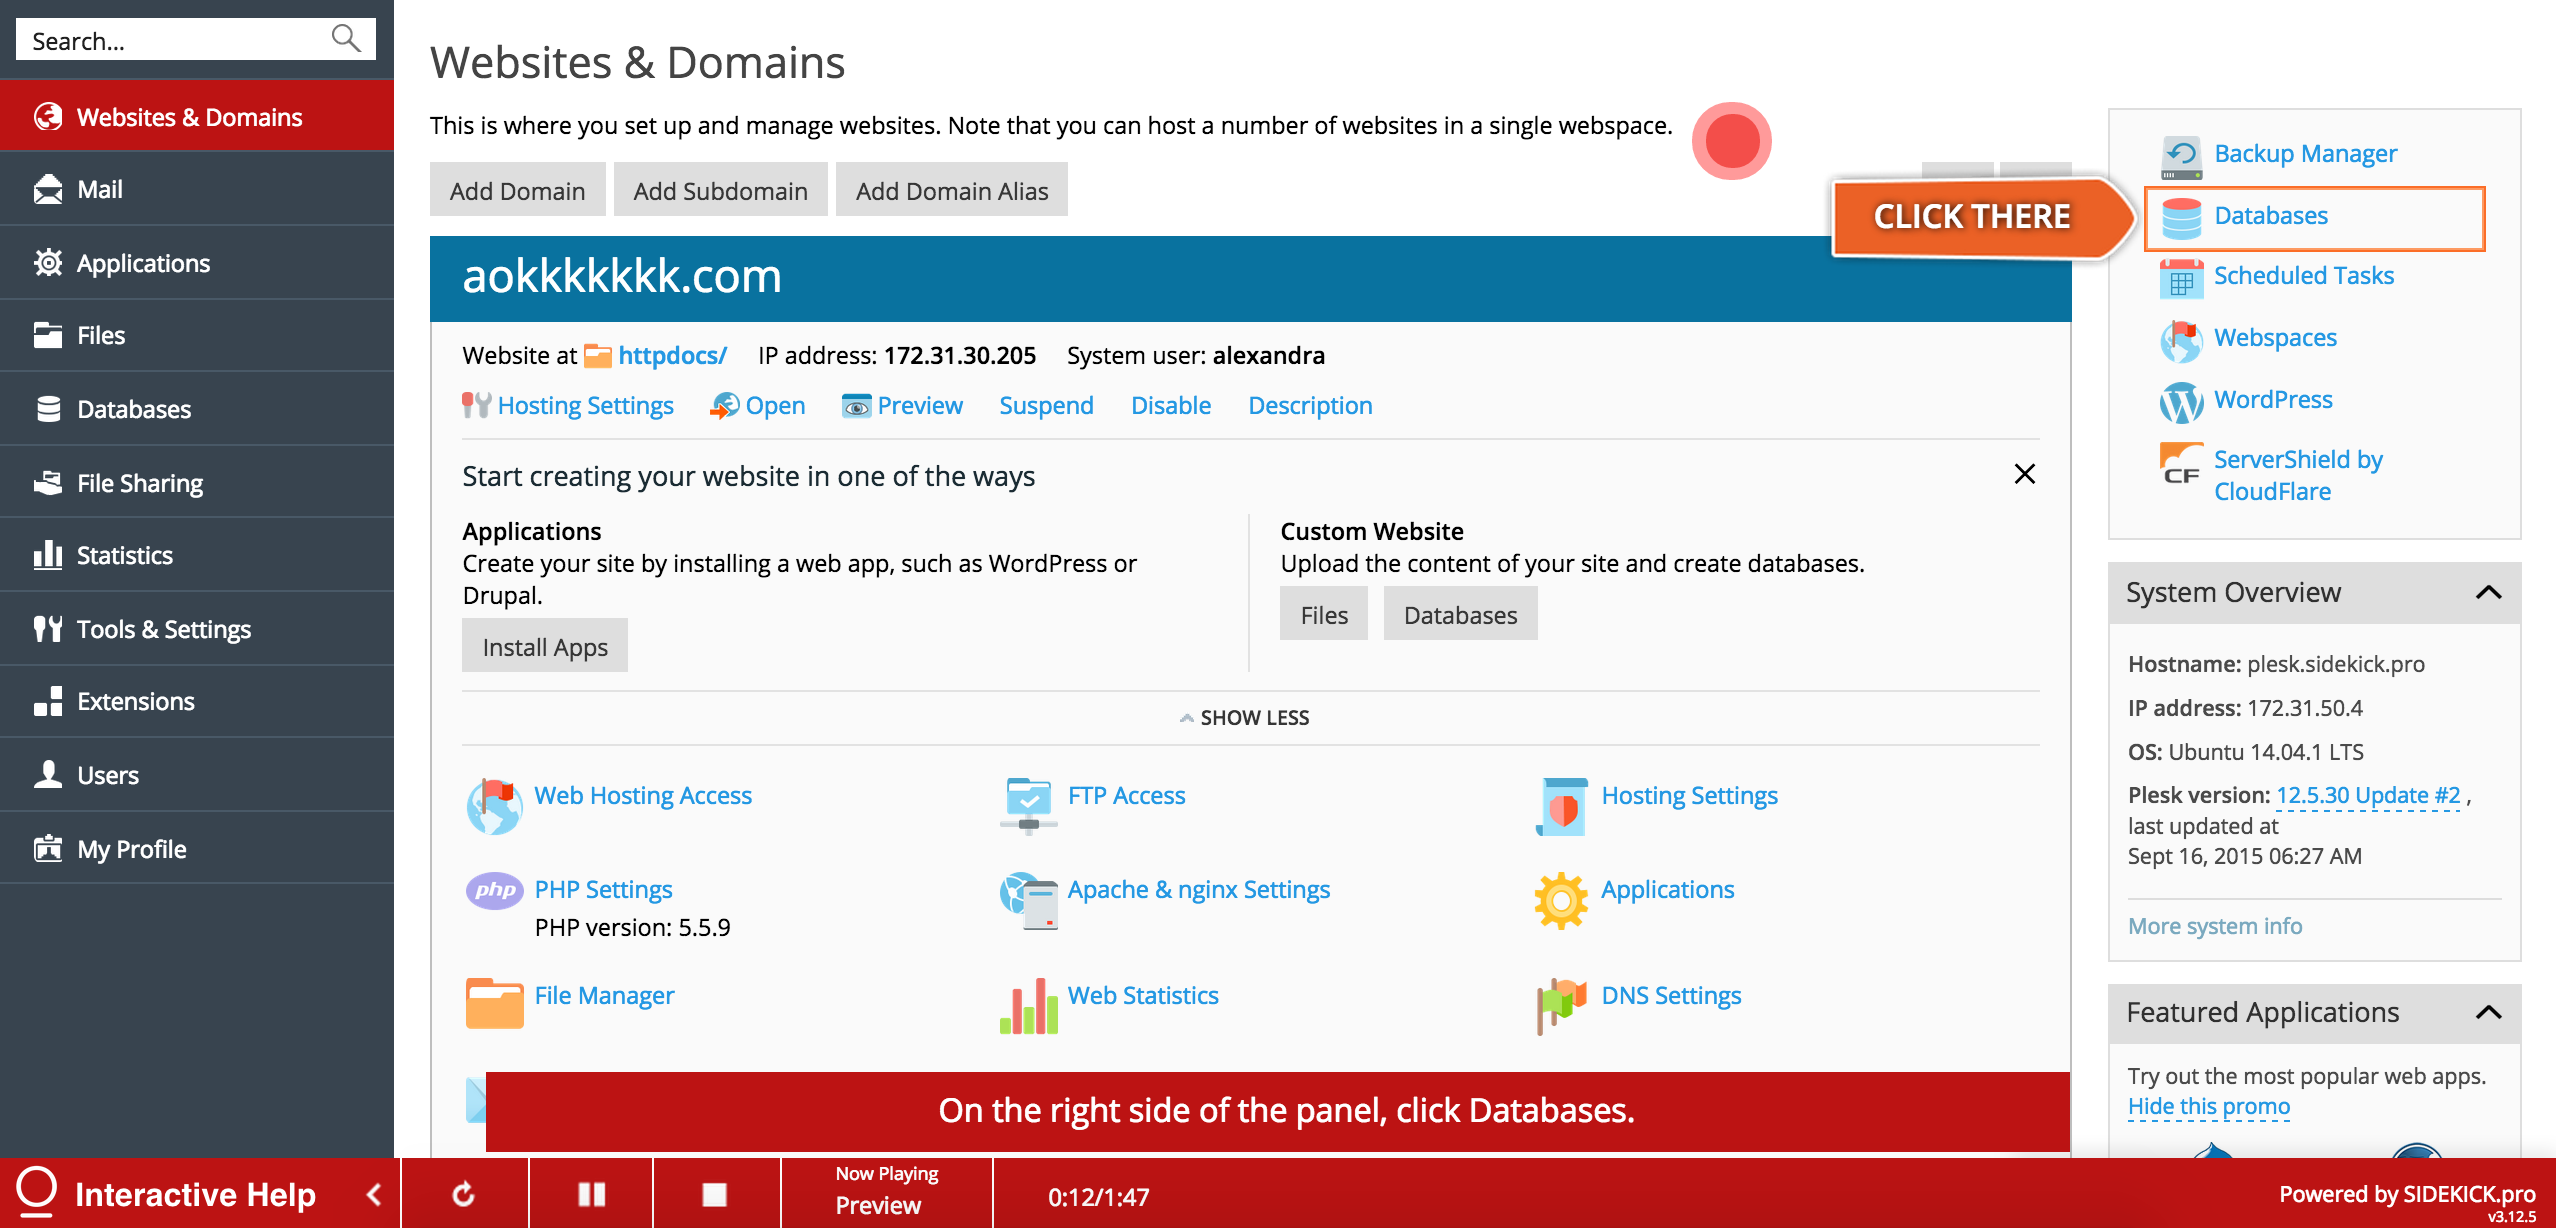 Search...
Websites & Domains
Mail
Applications
Files
Databases
File Sharing
Statistics
Tools & Settings
Extensions
Users
My Profile
Websites & Domains
This is where you set up and manage websites. Note that you can host a number of websites in a single webspace.
Add Domain
Add Subdomain
Add Domain Alias
CLICK THERE
aokkkkkkk.com
Website at httpdocs/ IP address: 172.31.30.205 System user: alexandra
Hosting Settings Open Preview Suspend Disable Description
Start creating your website in one of the ways
Applications
Create your site by installing a web app, such as WordPress or
Drupal.
Install Apps
Custom Website
Upload the content of your site and create databases.
Files
Databases
SHOW LESS
Web Hosting Access
FTP Access
Hosting Settings
php
PHP Settings
PHP version: 5.5.9
Apache & nginx Settings
Applications
File Manager
Web Statistics
DNS Settings
On the right side of the panel, click Databases.
Backup Manager
Databases
Scheduled Tasks
Webspaces
WordPress
CF
ServerShield by
CloudFlare
System Overview
Hostname: plesk.sidekick.pro
IP address: 172.31.50.4
OS: Ubuntu 14.04.1 LTS
Plesk version: 12.5.30 Update #2 ,
last updated at
Sept 16, 2015 06:27 AM
More system info
Featured Applications
Try out the most popular web apps.
Hide this promo
Interactive Help
Now Playing
Preview
0:12/1:47
Powered by SIDEKICK.pro
v3.12.5